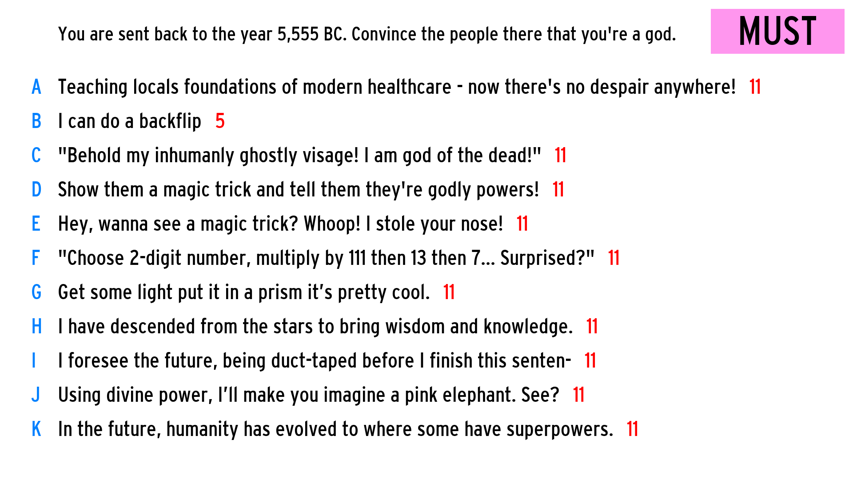 You are sent back to the year 5,555 BC. Convince the people there that you're a god.
MUST
A Teaching locals foundations of modern healthcare - now there's no despair anywhere! 11
B I can do a backflip 5
C "Behold my inhumanly ghostly visage! I am god of the dead!" 11
D Show them a magic trick and tell them they're godly powers! 11
E Hey, wanna see a magic trick? Whoop! I stole your nose! 11
F "Choose 2-digit number, multiply by 111 then 13 then 7... Surprised?" 11
G Get some light put it in a prism it’s pretty cool. 11
H I have descended from the stars to bring wisdom and knowledge. 11
I I foresee the future, being duct-taped before I finish this senten- 11
J Using divine power, I’ll make you imagine a pink elephant. See? 11
K In the future, humanity has evolved to where some have superpowers. 11